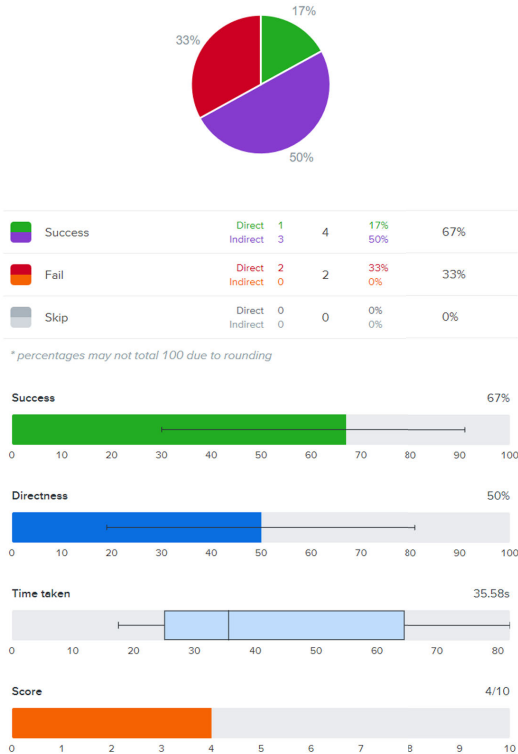 17%
33%
50%
Success Direct 1 4 17% 67%
Indirect 3 50%
Fail Direct 2 2 33% 33%
Indirect 0 0%
Skip Direct 0 0 0% 0%
Indirect 0 0%
* percentages may not total 100 due to rounding
Success 67%
0 10 20 30 40 50 60 70 80 90 100
Directness 50%
0 10 20 30 40 50 60 70 80 90 100
Time taken 35.58s
0 10 20 30 40 50 60 70 80
Score 4/10
0 1 2 3 4 5 6 7 8 9 10